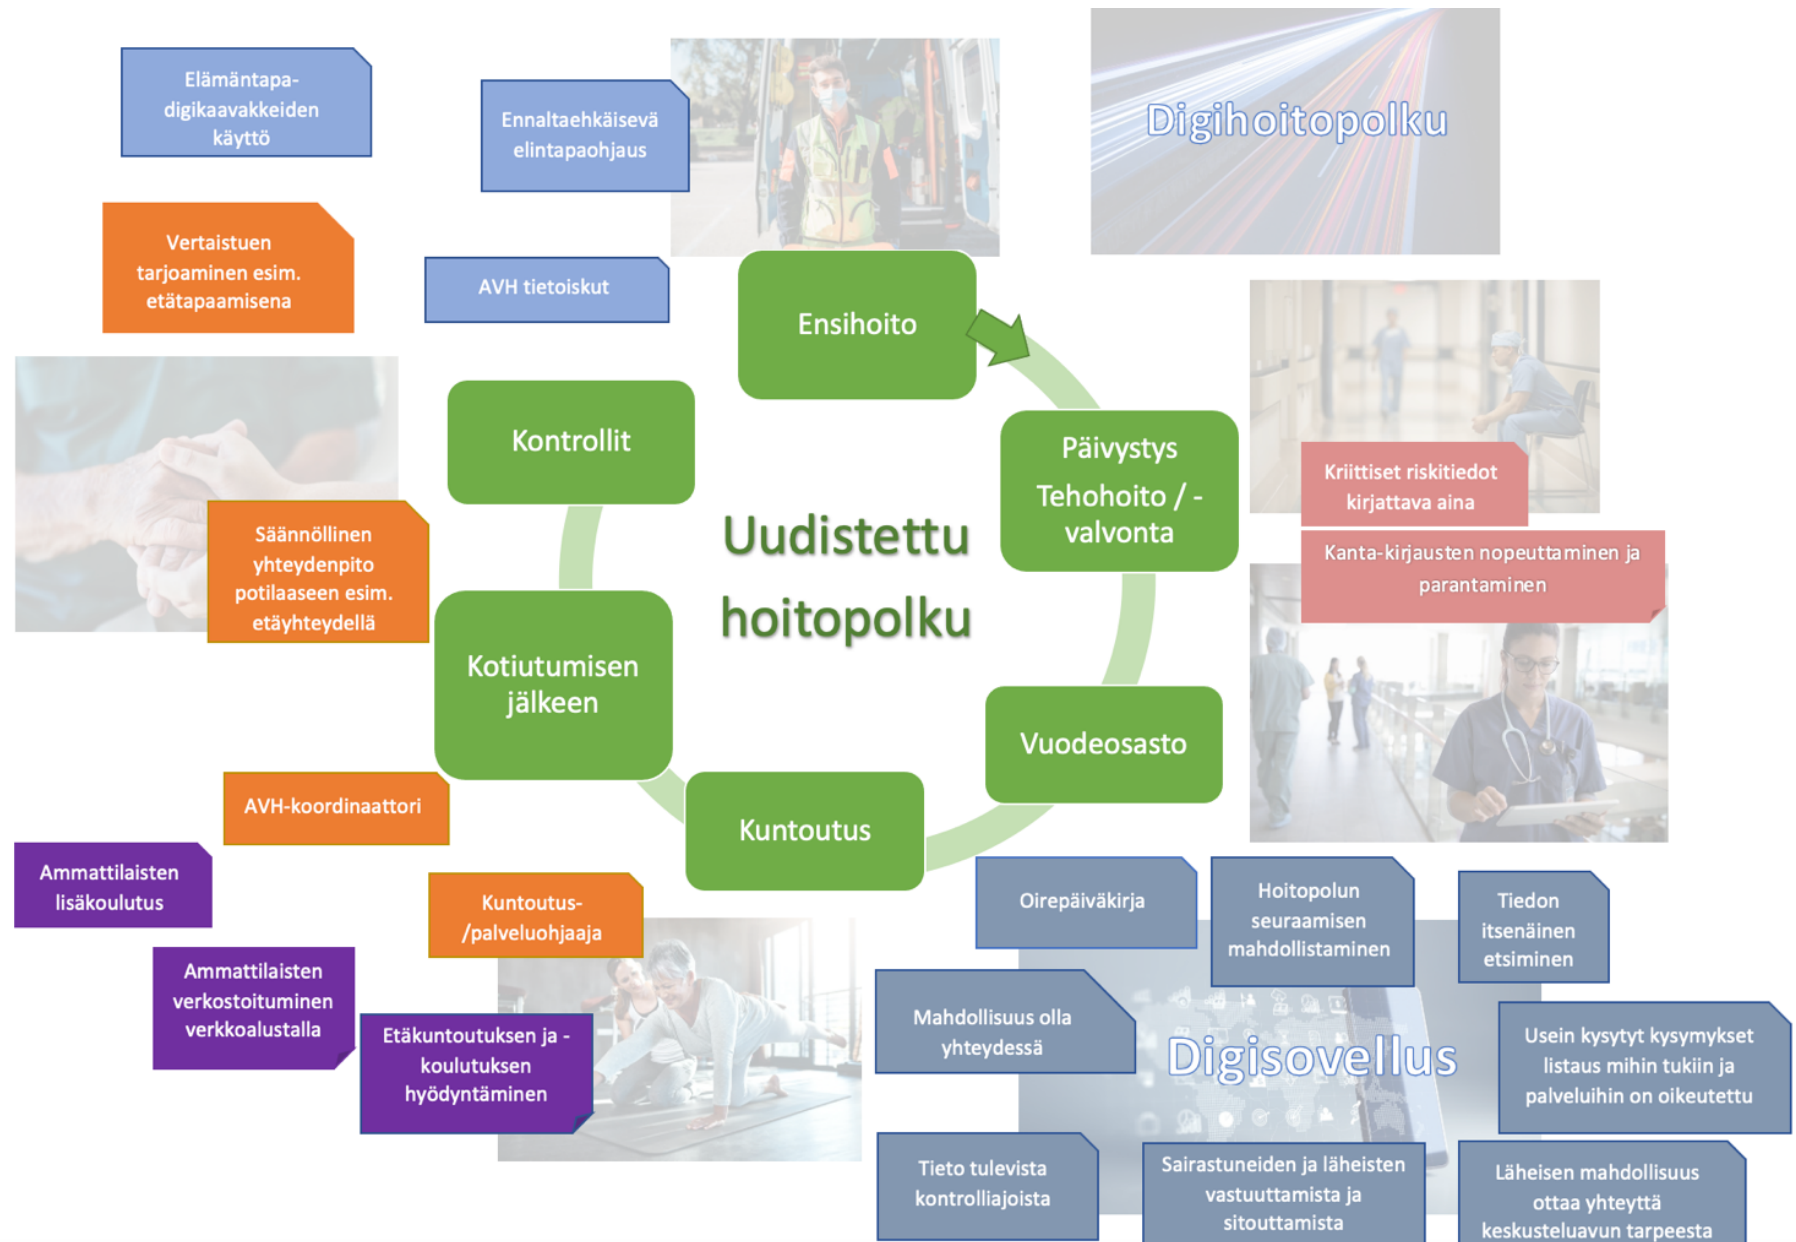 Elämäntapa-
digikaavakkeiden
käyttö
Ennaltaehkäisevä
elintapaohjaus
Digihoitopolku
Vertaistuen
tarjoaminen esim.
etätapaamisena
AVH tietoiskut
Ensihoito
Kontrollit
Päivystys
Tehohoito / -
valvonta
Kriittiset riskitiedot
kirjattava aina
Kanta-kirjausten nopeuttaminen ja
parantaminen
Uudistettu
hoitopolku
Säännöllinen
yhteydenpito
potilaaseen esim.
etäyhteydellä
Kotiutumisen
jälkeen
Vuodeosasto
AVH-koordinaattori
Kuntoutus
Ammattilaisten
lisäkoulutus
Kuntoutus-
/palveluohjaaja
Oirepäiväkirja
Hoitopolun
seuraamisen
mahdollistaminen
Tiedon
itsenäinen
etsiminen
Ammattilaisten
verkostoituminen
verkkoalustalla
Etäkuntoutuksen ja -
koulutuksen
hyödyntäminen
Mahdollisuus olla
yhteydessä
Digisovellus
Usein kysytyt kysymykset
listaus mihin tukiin ja
palveluihin on oikeutettu
Tieto tulevista
kontrolliajoista
Sairastuneiden ja läheisten
vastuuttamista ja
sitouttamista
Läheisen mahdollisuus
ottaa yhteyttä
keskusteluavun tarpeesta